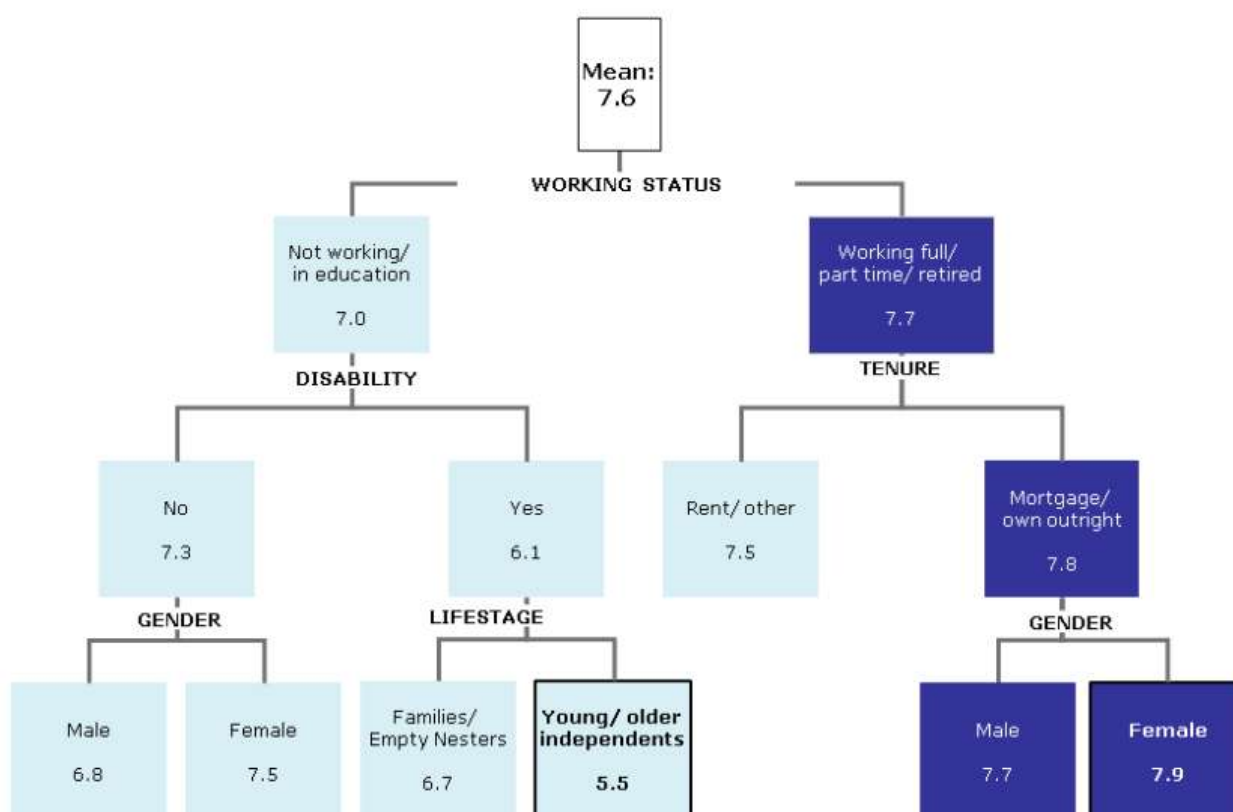 Mean:
7.6
WORKING STATUS
Not working/
in education
7.0
Working full/
part time/ retired
7.7
DISABILITY
TENURE
No
7.3
Yes
6.1
Rent/ other
7.5
Mortgage/
own outright
7.8
GENDER
LIFESTAGE
GENDER
Male
6.8
Female
7.5
Families/
Empty Nesters
6.7
Young/ older
independents
5.5
Male
7.7
Female
7.9